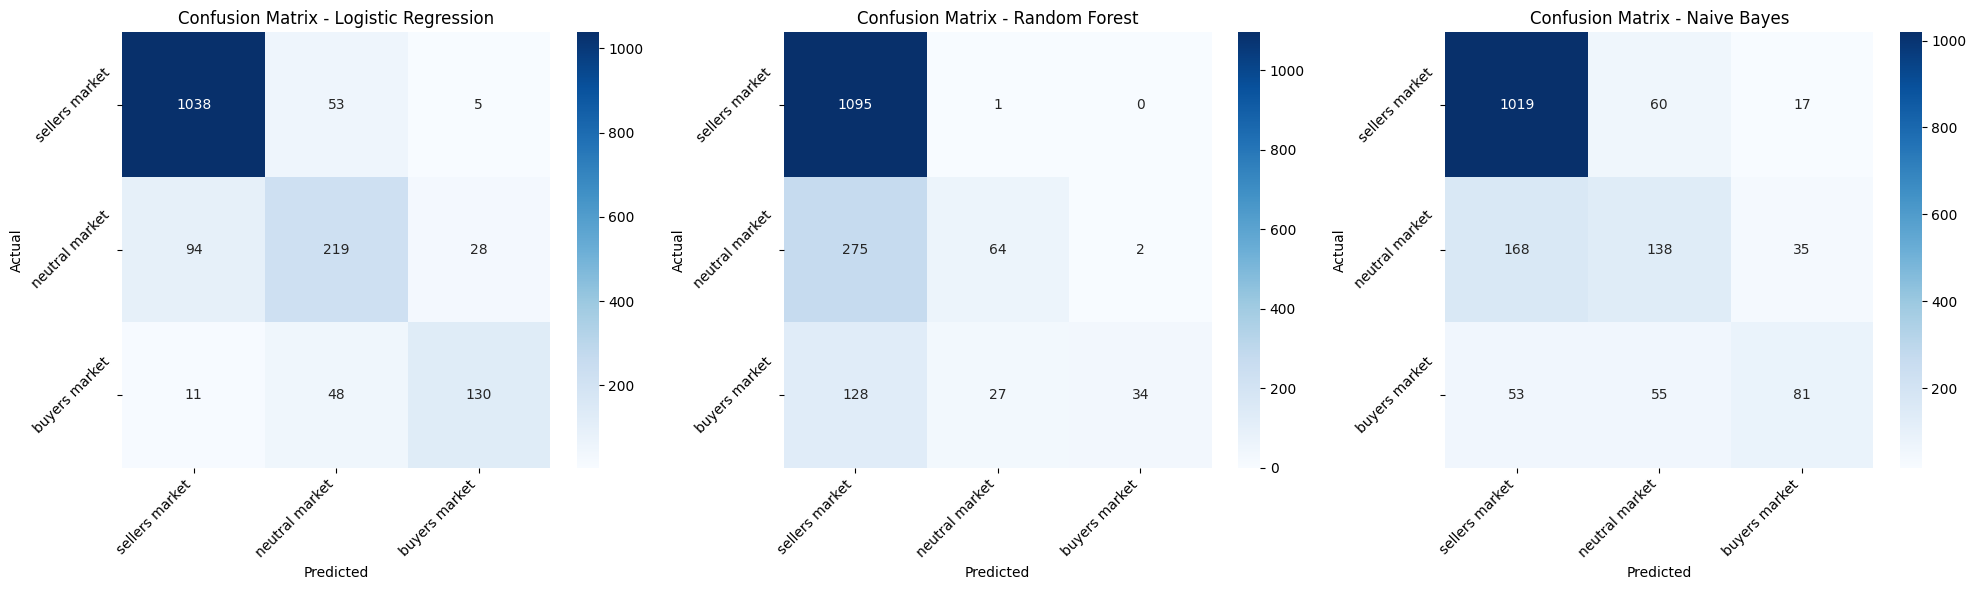 Confusion Matrix - Logistic Regression
sellers market
neutral market
buyers market
Actual
1038 53 5
94 219 28
11 48 130
sellers market
neutral market
buyers market
Predicted
1000
800
600
400
200
Confusion Matrix - Random Forest
sellers market
neutral market
buyers market
Actual
1095 1 0
275 64 2
128 27 34
sellers market
neutral market
buyers market
Predicted
1000
800
600
400
200
0
Confusion Matrix - Naive Bayes
sellers market
neutral market
buyers market
Actual
1019 60 17
168 138 35
53 55 81
sellers market
neutral market
buyers market
Predicted
1000
800
600
400
200